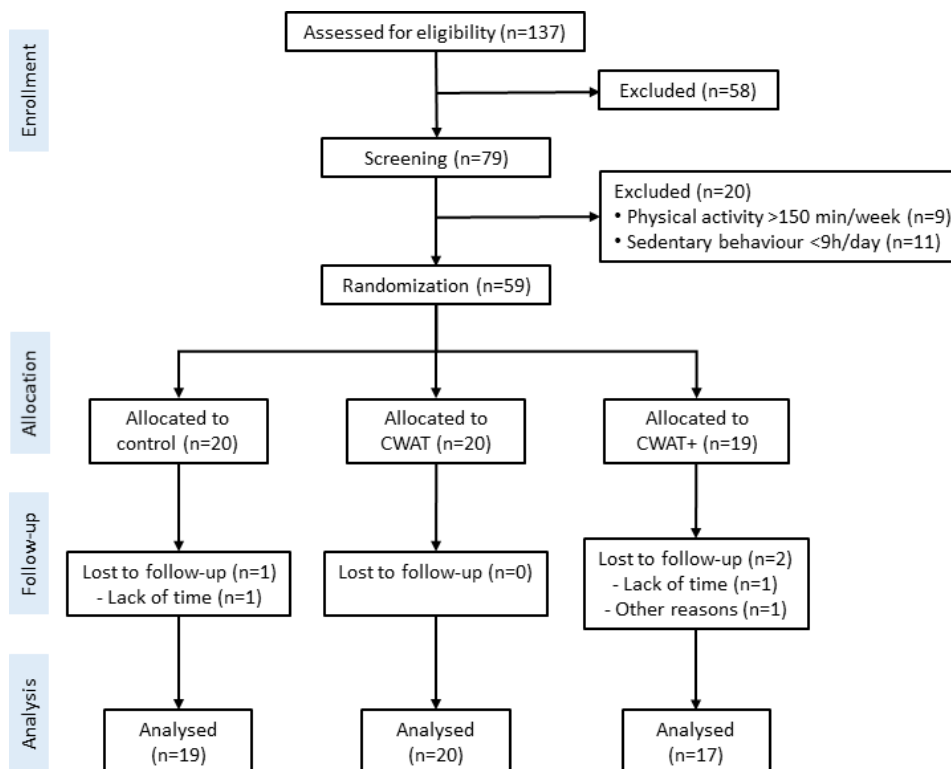 Enrollment
Assessed for eligibility (n=137)
Excluded (n=58)
Screening (n=79)
Excluded (n=20)
• Physical activity >150 min/week (n=9)
• Sedentary behaviour <9h/day (n=11)
Randomization (n=59)
Allocation
Allocated to
control (n=20)
Allocated to
CWAT (n=20)
Allocated to
CWAT+ (n=19)
Follow-up
Lost to follow-up (n=1)
- Lack of time (n=1)
Lost to follow-up (n=0)
Lost to follow-up (n=2)
- Lack of time (n=1)
- Other reasons (n=1)
Analysis
Analysed
(n=19)
Analysed
(n=20)
Analysed
(n=17)